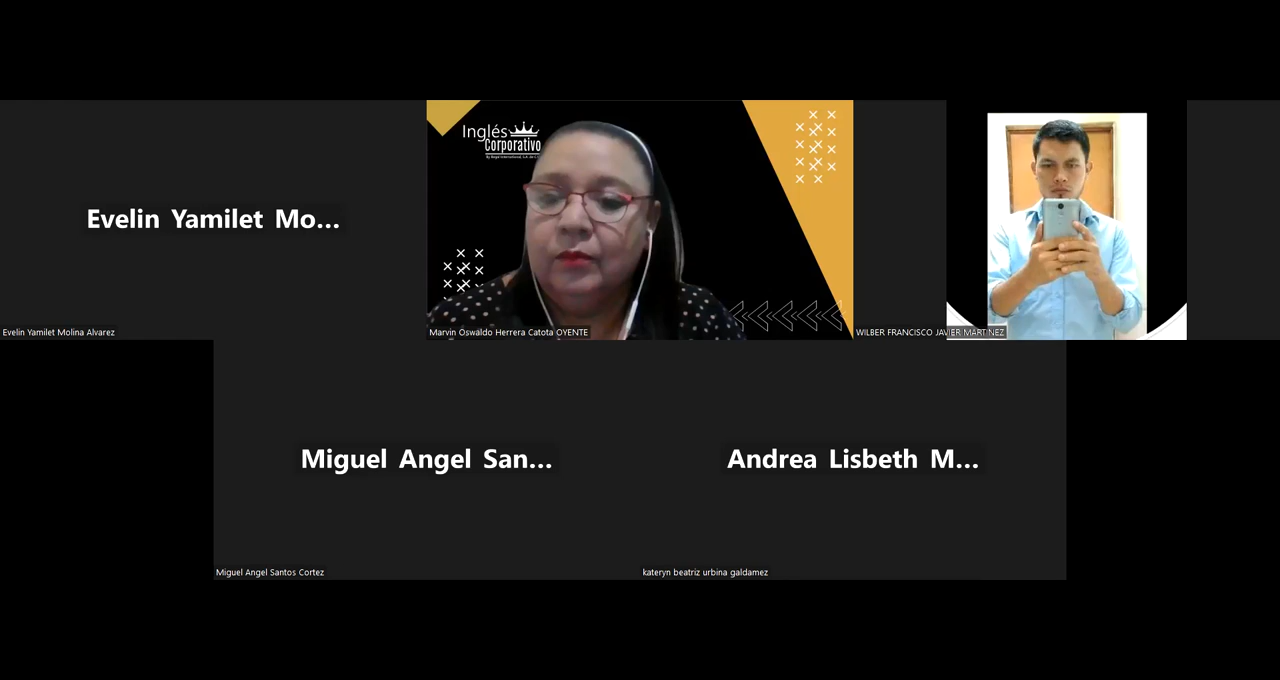 Evelin Yamilet Mo...
Evelin Yamilet Molina Alvarez
Inglés
Corporativo
Marvin Oswaldo Herrera Catota OYENTE
WILBER FRANCISCO JAVIER MARTINEZ
Miguel Angel San...
Miguel Angel Santos Cortez
Andrea Lisbeth M...
kateryn beatriz urbina galdamez